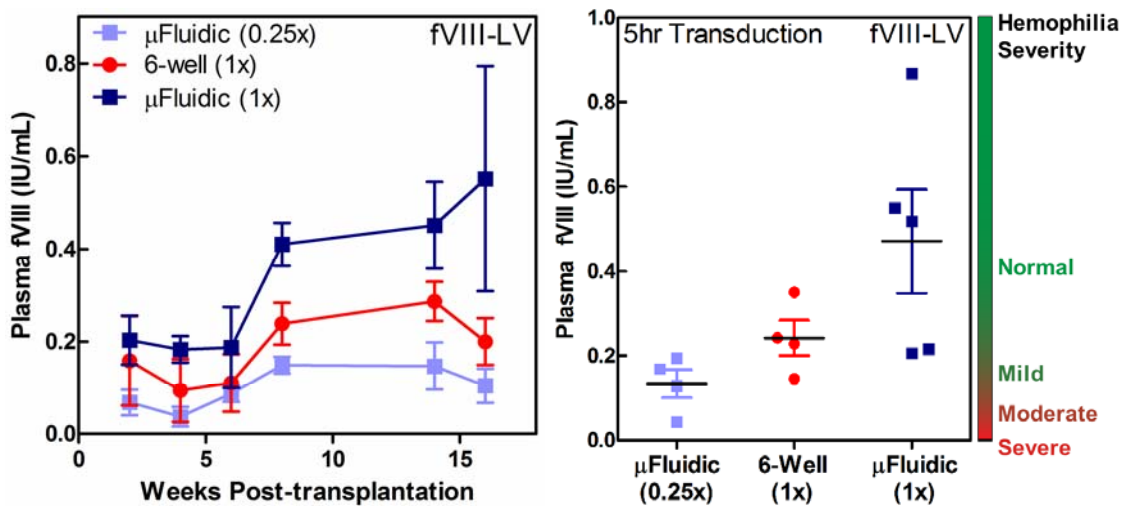 μFluidic (0.25x)
6-well (1x)
μFluidic (1x)
fVIII-LV
Plasma fVIII (IU/mL)
0.8
0.6
0.4
0.2
0.0
0
5
10
15
Weeks Post-transplantation
5hr Transduction
fVIII-LV
Plasma fVIII (IU/mL)
1.0
0.8
0.6
0.4
0.2
0.0
μFluidic
(0.25x)
6-Well
(1x)
μFluidic
(1x)
Hemophilia
Severity
Normal
Mild
Moderate
Severe